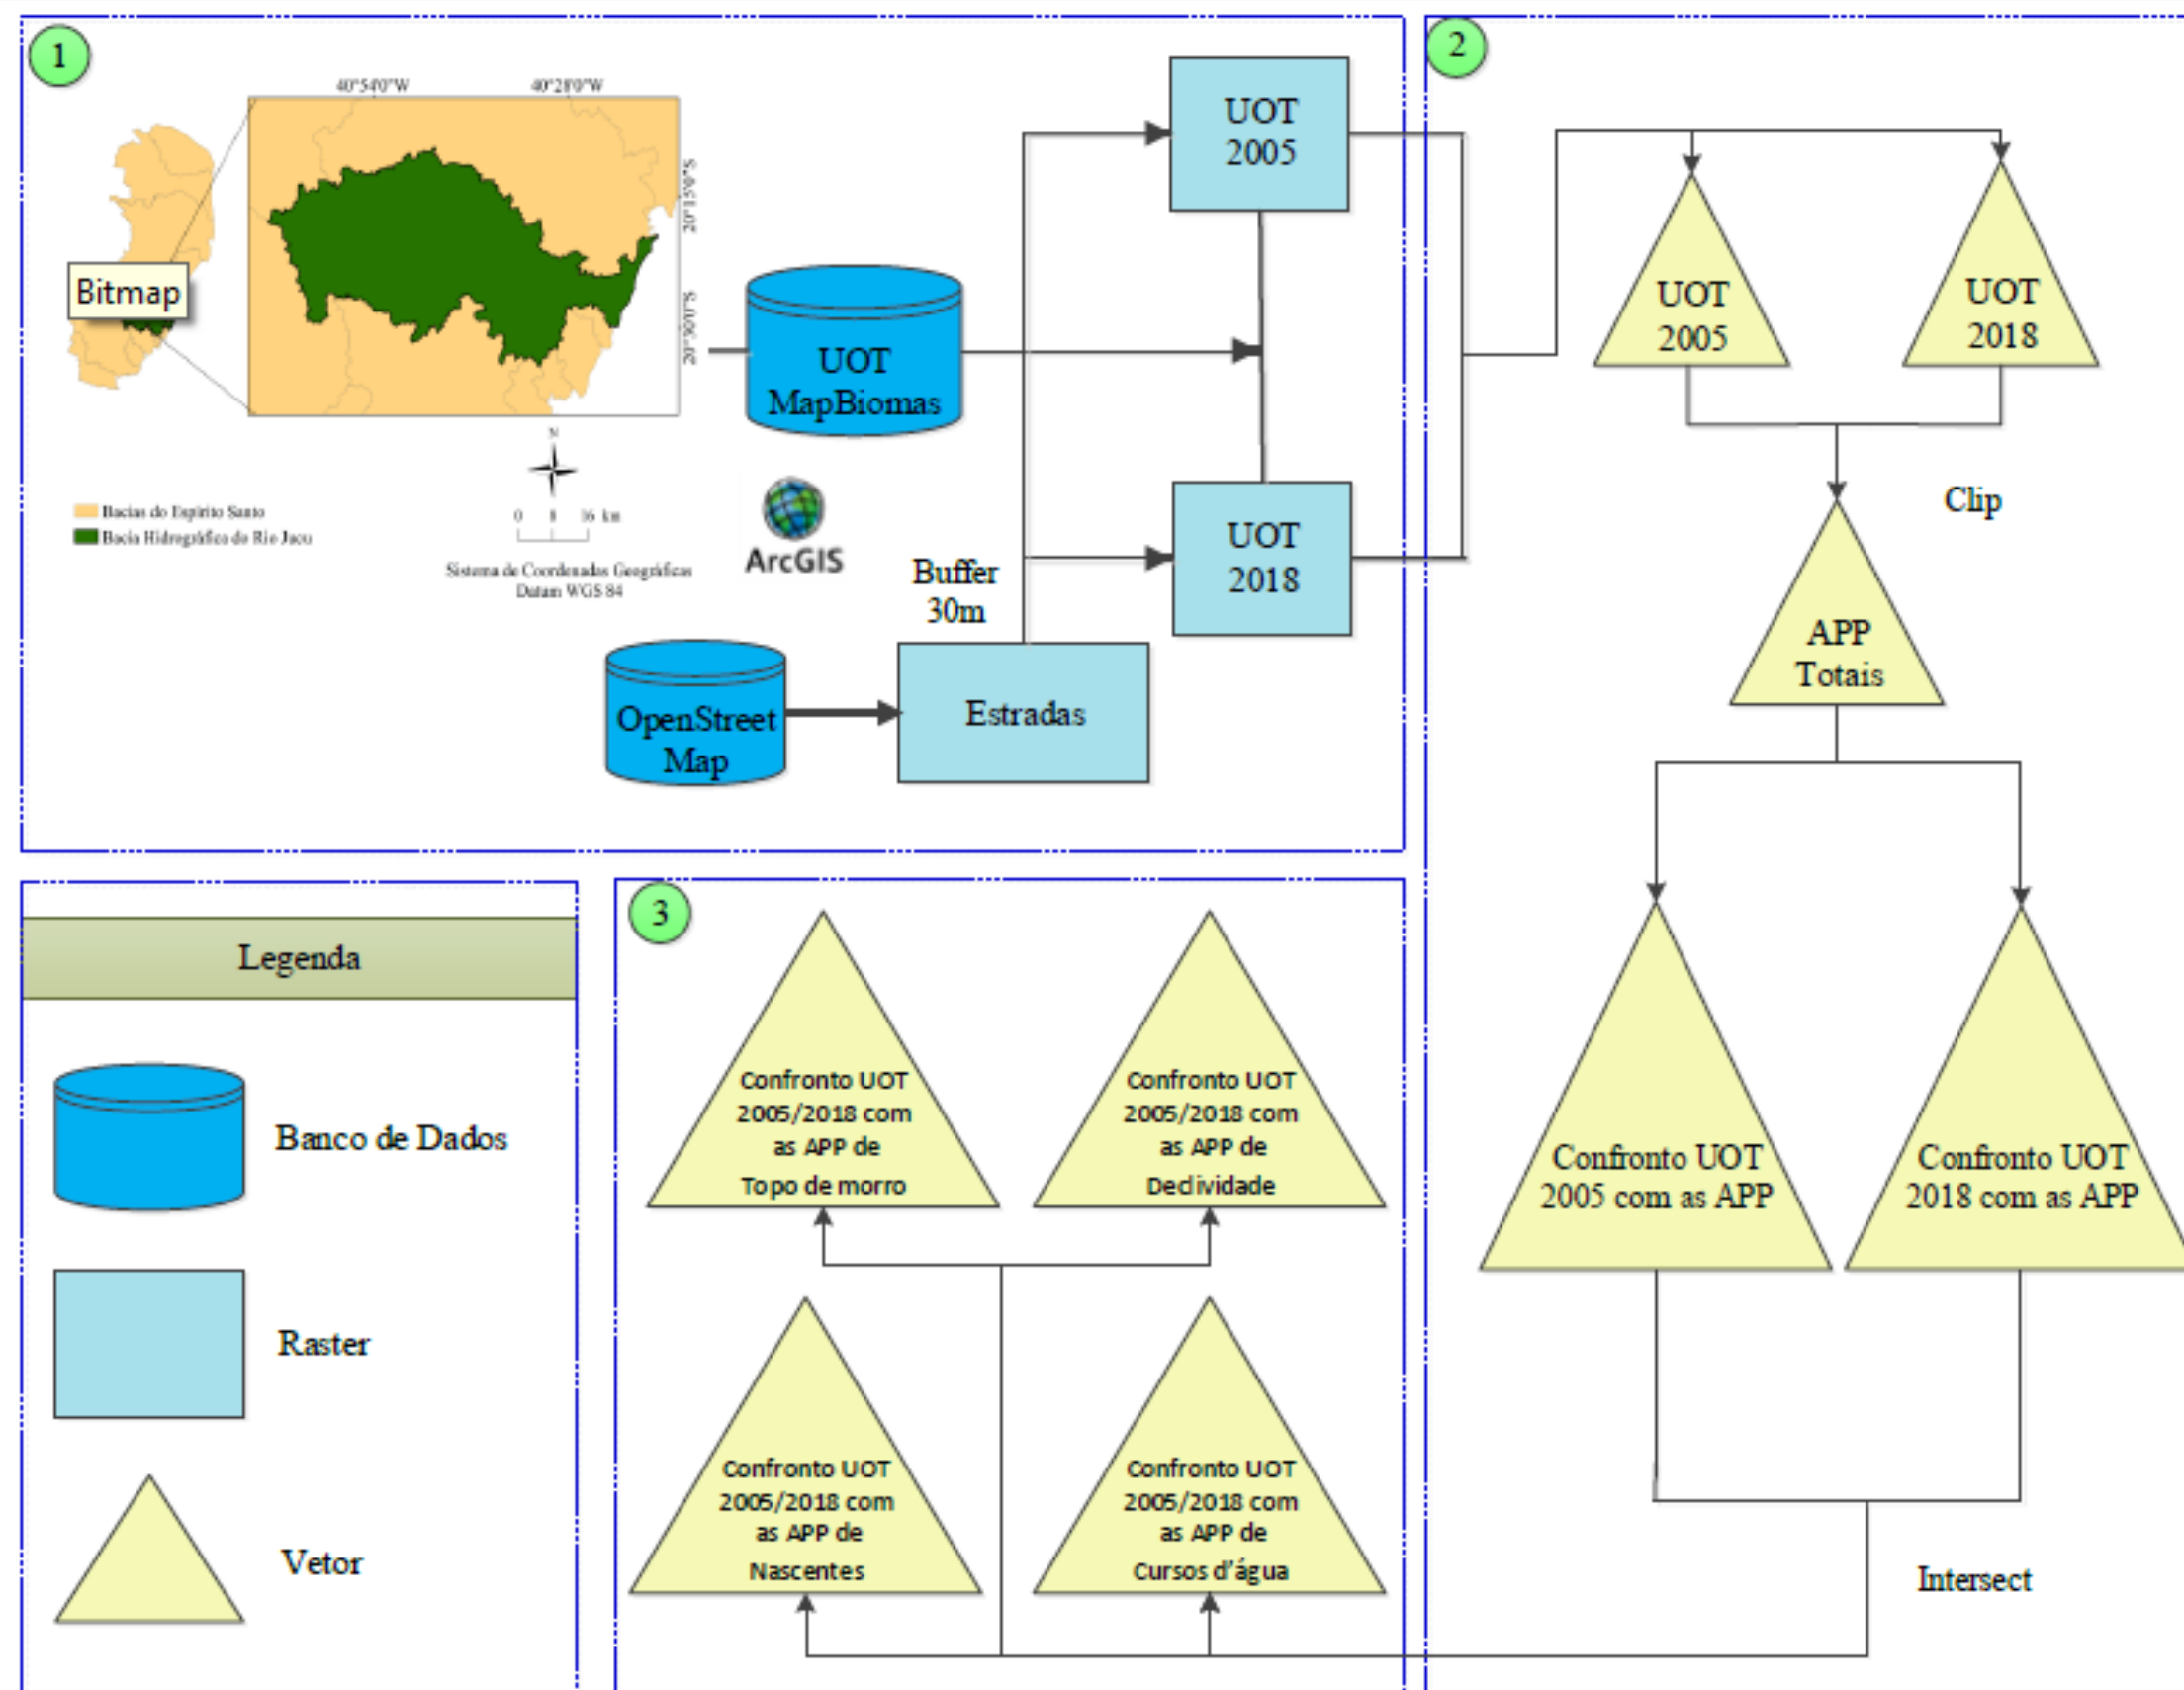 1
40°54'0"W
40°28'0"W
20°15'0"S
20°30'0"S
Bitmap
N
0 8 16 km
Bacias do Espírito Santo
Bacia Hidrográfica do Rio Jucu
Sistema de Coordenadas Geográficas
Datum WGS 84
ArcGIS
UOT
MapBiomas
OpenStreet
Map
Buffer
30m
Estradas
UOT
2005
UOT
2018
2
UOT
2005
UOT
2018
Clip
APP
Totais
Confronto UOT
2005 com as APP
Confronto UOT
2018 com as APP
Intersect
3
Confronto UOT
2005/2018 com
as APP de
Topo de morro
Confronto UOT
2005/2018 com
as APP de
Declividade
Confronto UOT
2005/2018 com
as APP de
Nascentes
Confronto UOT
2005/2018 com
as APP de
Cursos d'água
Legenda
Banco de Dados
Raster
Vetor